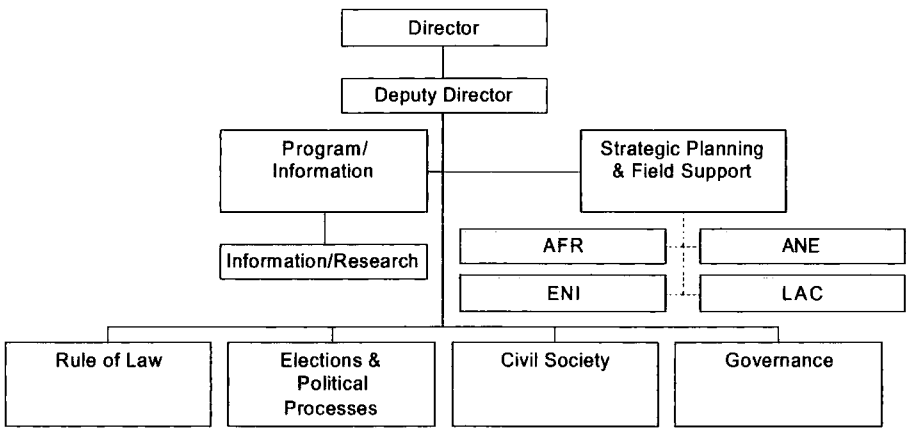 Director
Deputy Director
Program/
Information
Strategic Planning
& Field Support
Information/Research
AFR
ANE
ENI
LAC
Rule of Law
Elections &
Political
Processes
Civil Society
Governance